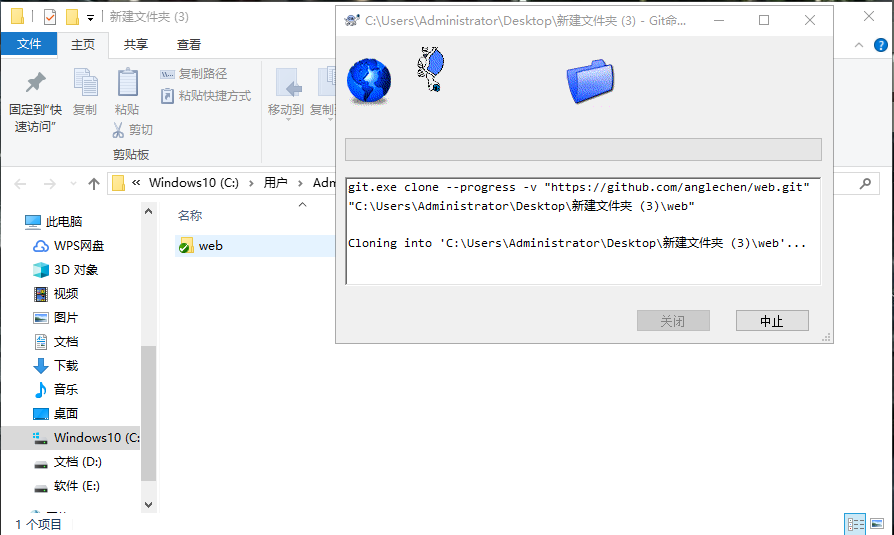 新建文件夹 (3)
C:\Users\Administrator\Desktop\新建文件夹 (3) - Git命...
文件
主页
共享
查看
固定到"快
速访问"
复制
粘贴
复制路径
粘贴快捷方式
剪切
移动到
剪贴板
git.exe clone --progress -v "https://github.com/anglechen/web.git"
"C:\Users\Administrator\Desktop\新建文件夹 (3)\web"
Cloning into 'C:\Users\Administrator\Desktop\新建文件夹 (3)\web'...
关闭
中止
« Windows10 (C:) › 用户 ›
名称
web
此电脑
WPS网盘
3D 对象
视频
图片
文档
下载
音乐
桌面
Windows10 (C:
文档 (D:)
软件 (E:)
1 个项目